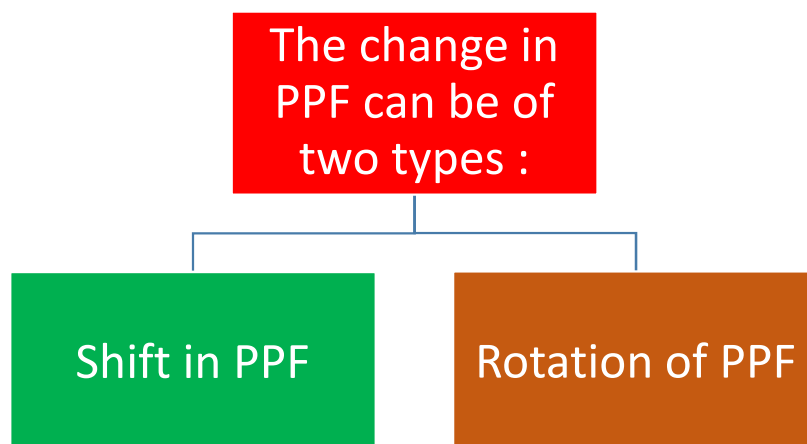 The change in
PPF can be of
two types :
Shift in PPF
Rotation of PPF